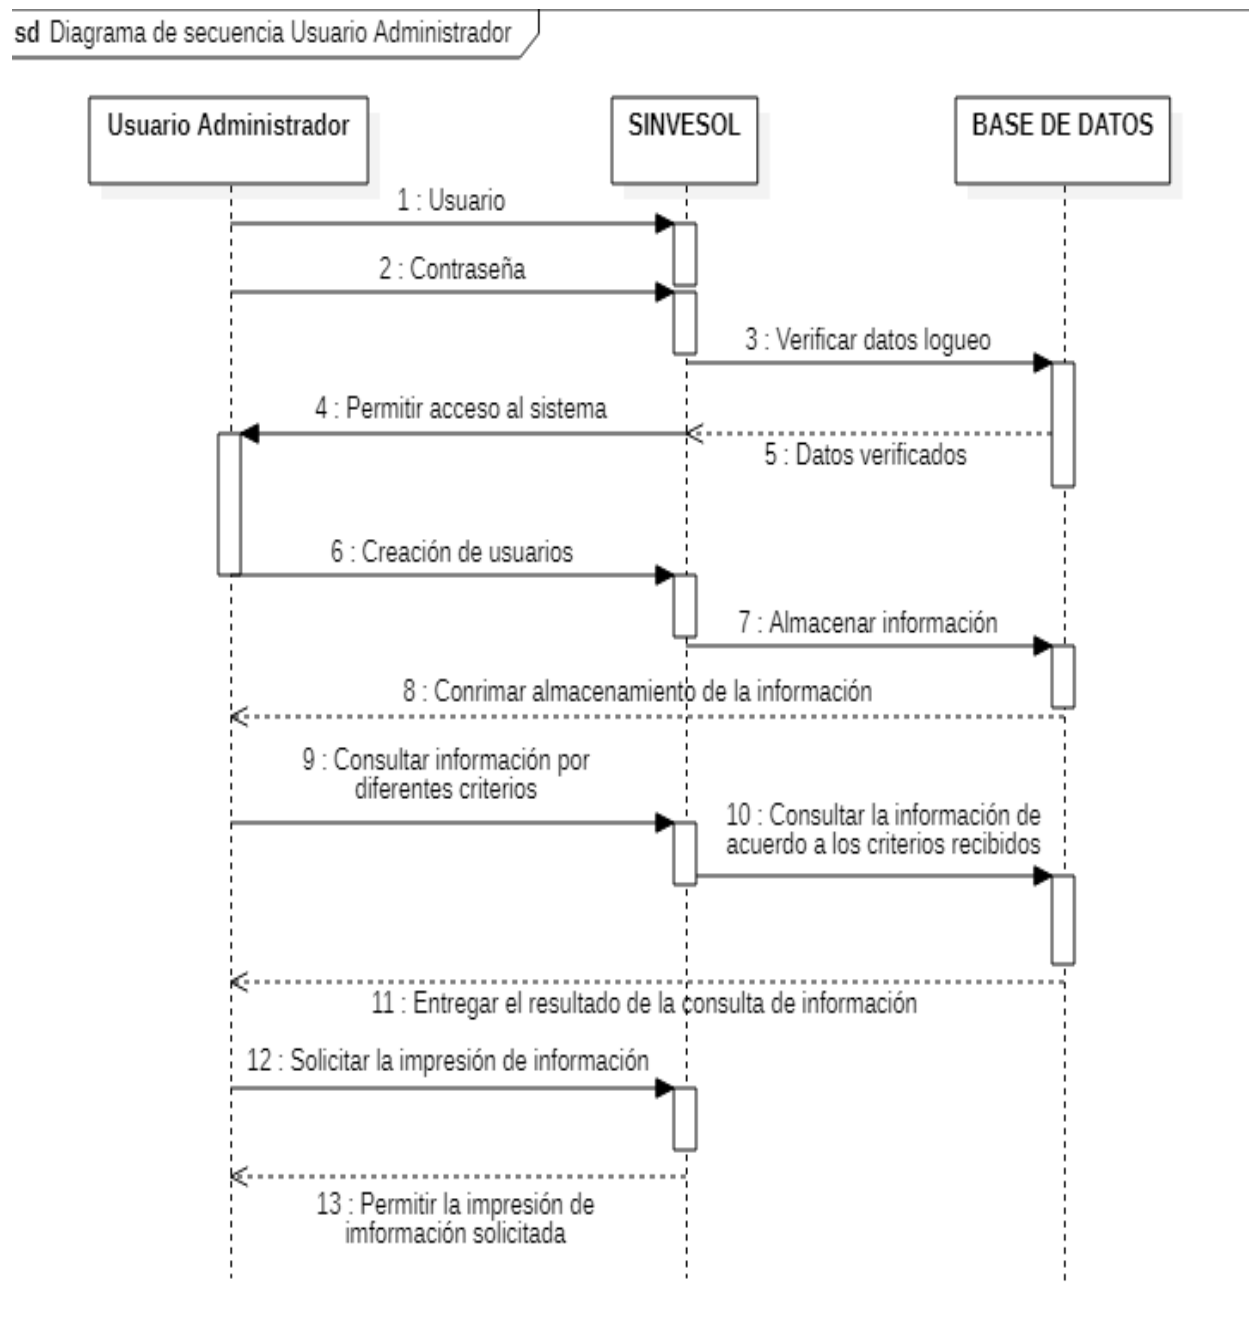 sd Diagrama de secuencia Usuario Administrador
Usuario Administrador
SINVESOL
BASE DE DATOS
1 : Usuario
2 : Contraseña
3 : Verificar datos logueo
4 : Permitir acceso al sistema
5 : Datos verificados
6 : Creación de usuarios
7 : Almacenar información
8 : Conrimar almacenamiento de la información
9 : Consultar información por
diferentes criterios
10 : Consultar la información de
acuerdo a los criterios recibidos
11 : Entregar el resultado de la consulta de información
12 : Solicitar la impresión de información
13 : Permitir la impresión de
imformación solicitada